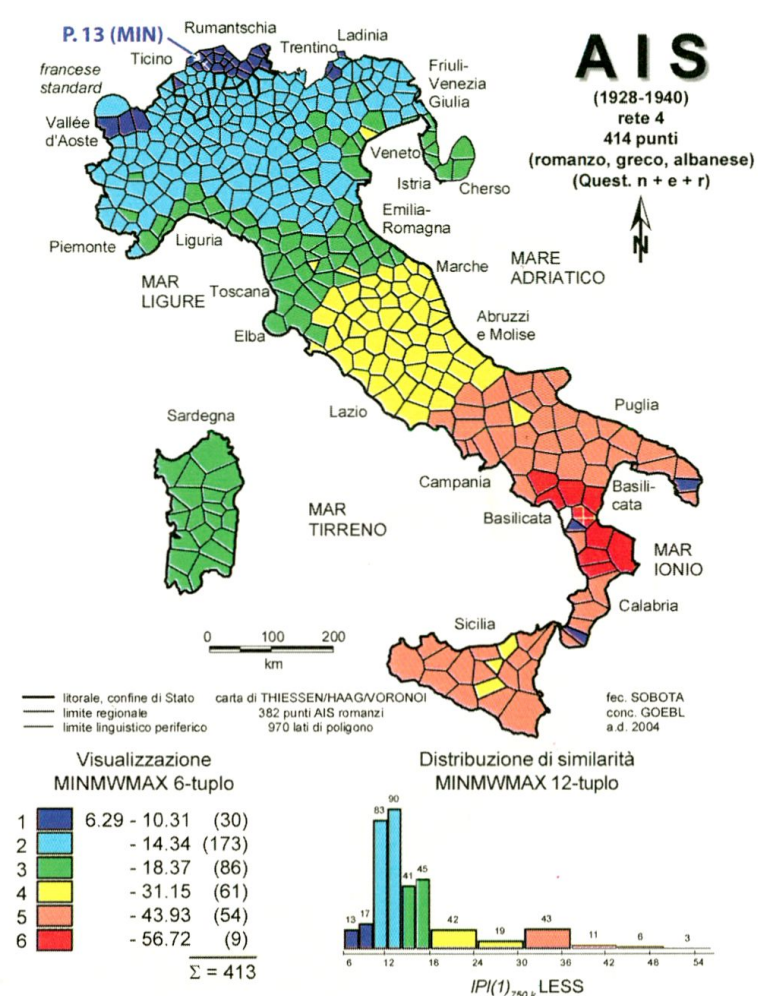 P. 13 (MIN)
Rumantschia
Ladinia
Ticino
Trentino
francese
standard
Friuli-
Venezia
Giulia
Vallée
d'Aoste
Veneto
Istria
Cherso
Piemonte
Liguria
Emilia-
Romagna
MAR
LIGURE
Toscana
Marche
MARE
ADRIATICO
Elba
Abruzzi
e Molise
Lazio
Puglia
Sardegna
Campania
Basili-
cata
Basilicata
MAR
TIRRENO
MAR
IONIO
Calabria
Sicilia
AIS
(1928-1940)
rete 4
414 punti
(romanzo, greco, albanese)
(Quest. n + e + r)
N
0 100 200
km
litorale, confine di Stato
limite regionale
limite linguistico periferico
carta di THIESSEN/HAAG/VORONOI
382 punti AIS romanzi
970 lati di poligono
fec. SOBOTA
conc. GOEBL
a.d. 2004
Visualizzazione
MINMWMAX 6-tuplo
1 6.29 - 10.31 (30)
2 - 14.34 (173)
3 - 18.37 (86)
4 - 31.15 (61)
5 - 43.93 (54)
6 - 56.72 (9)
Σ = 413
Distribuzione di similarità
MINMWMAX 12-tuplo
13 17 83 90 41 45 42 19 43 11 6 3
6 12 18 24 30 36 42 48 54
IPI(1)750,k LESS